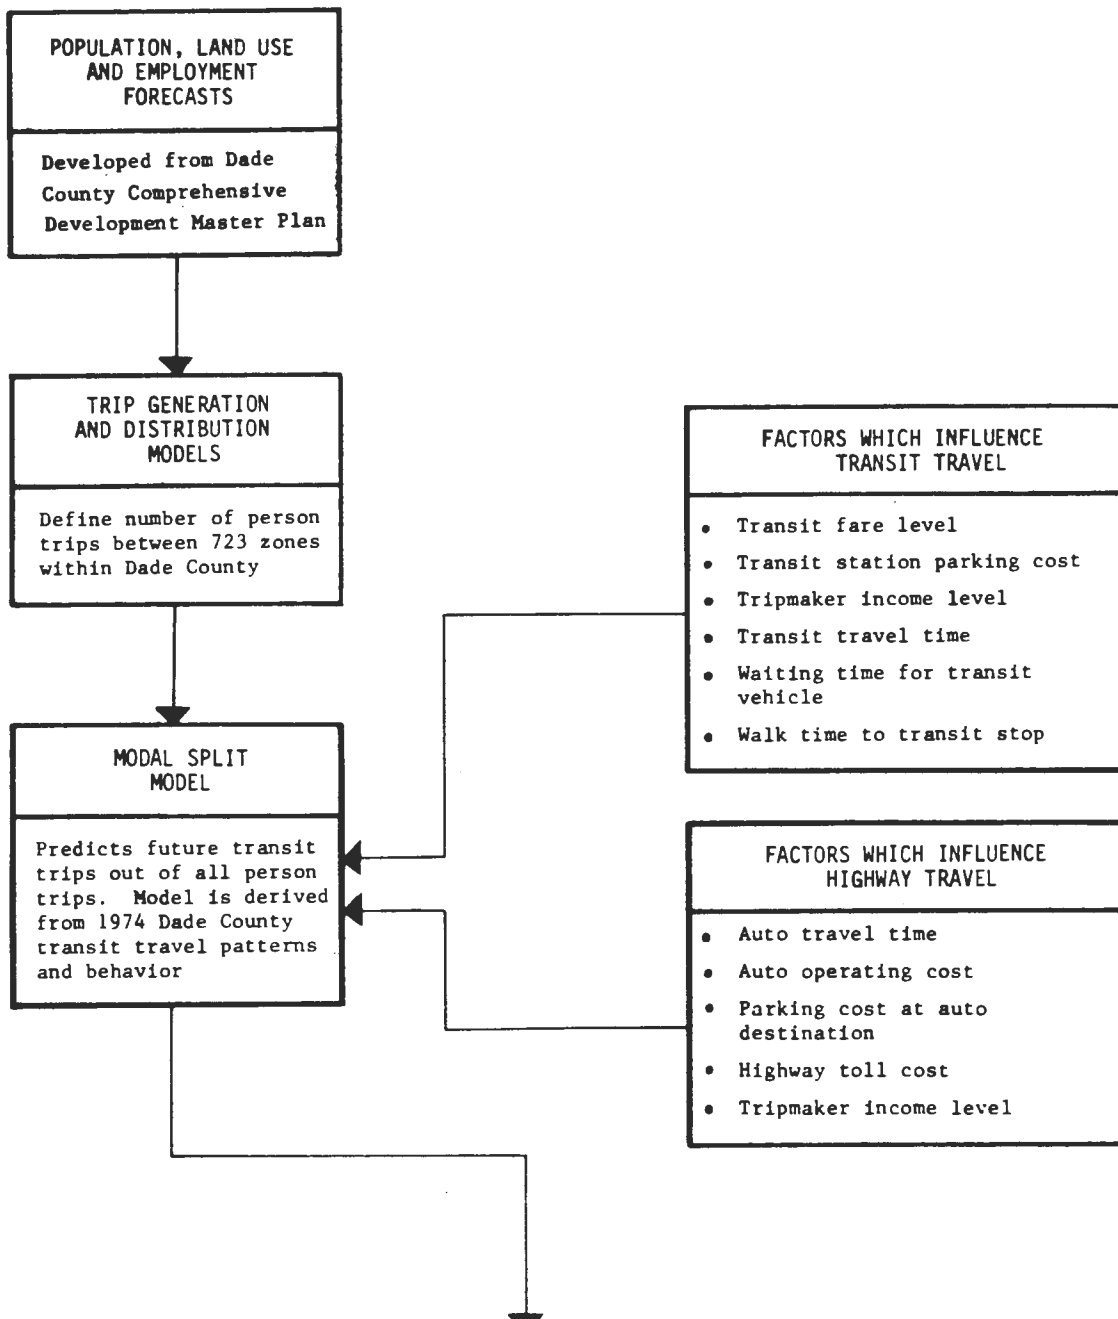 POPULATION, LAND USE
AND EMPLOYMENT
FORECASTS
Developed from Dade
County Comprehensive
Development Master Plan
TRIP GENERATION
AND DISTRIBUTION
MODELS
Define number of person
trips between 723 zones
within Dade County
MODAL SPLIT
MODEL
Predicts future transit
trips out of all person
trips. Model is derived
from 1974 Dade County
transit travel patterns
and behavior
FACTORS WHICH INFLUENCE
TRANSIT TRAVEL
• Transit fare level
• Transit station parking cost
• Tripmaker income level
• Transit travel time
• Waiting time for transit
vehicle
• Walk time to transit stop
FACTORS WHICH INFLUENCE
HIGHWAY TRAVEL
• Auto travel time
• Auto operating cost
• Parking cost at auto
destination
• Highway toll cost
• Tripmaker income level